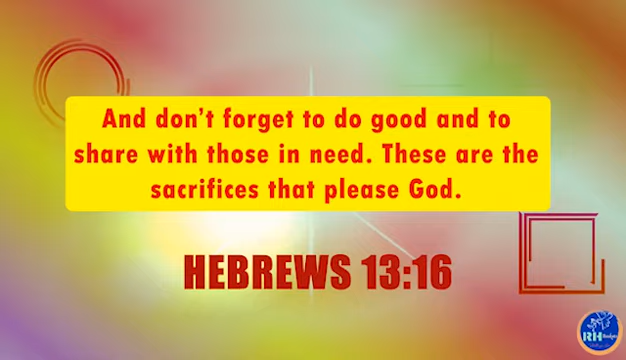 And don’t forget to do good and to
share with those in need. These are the
sacrifices that please God.
HEBREWS 13:16
RH